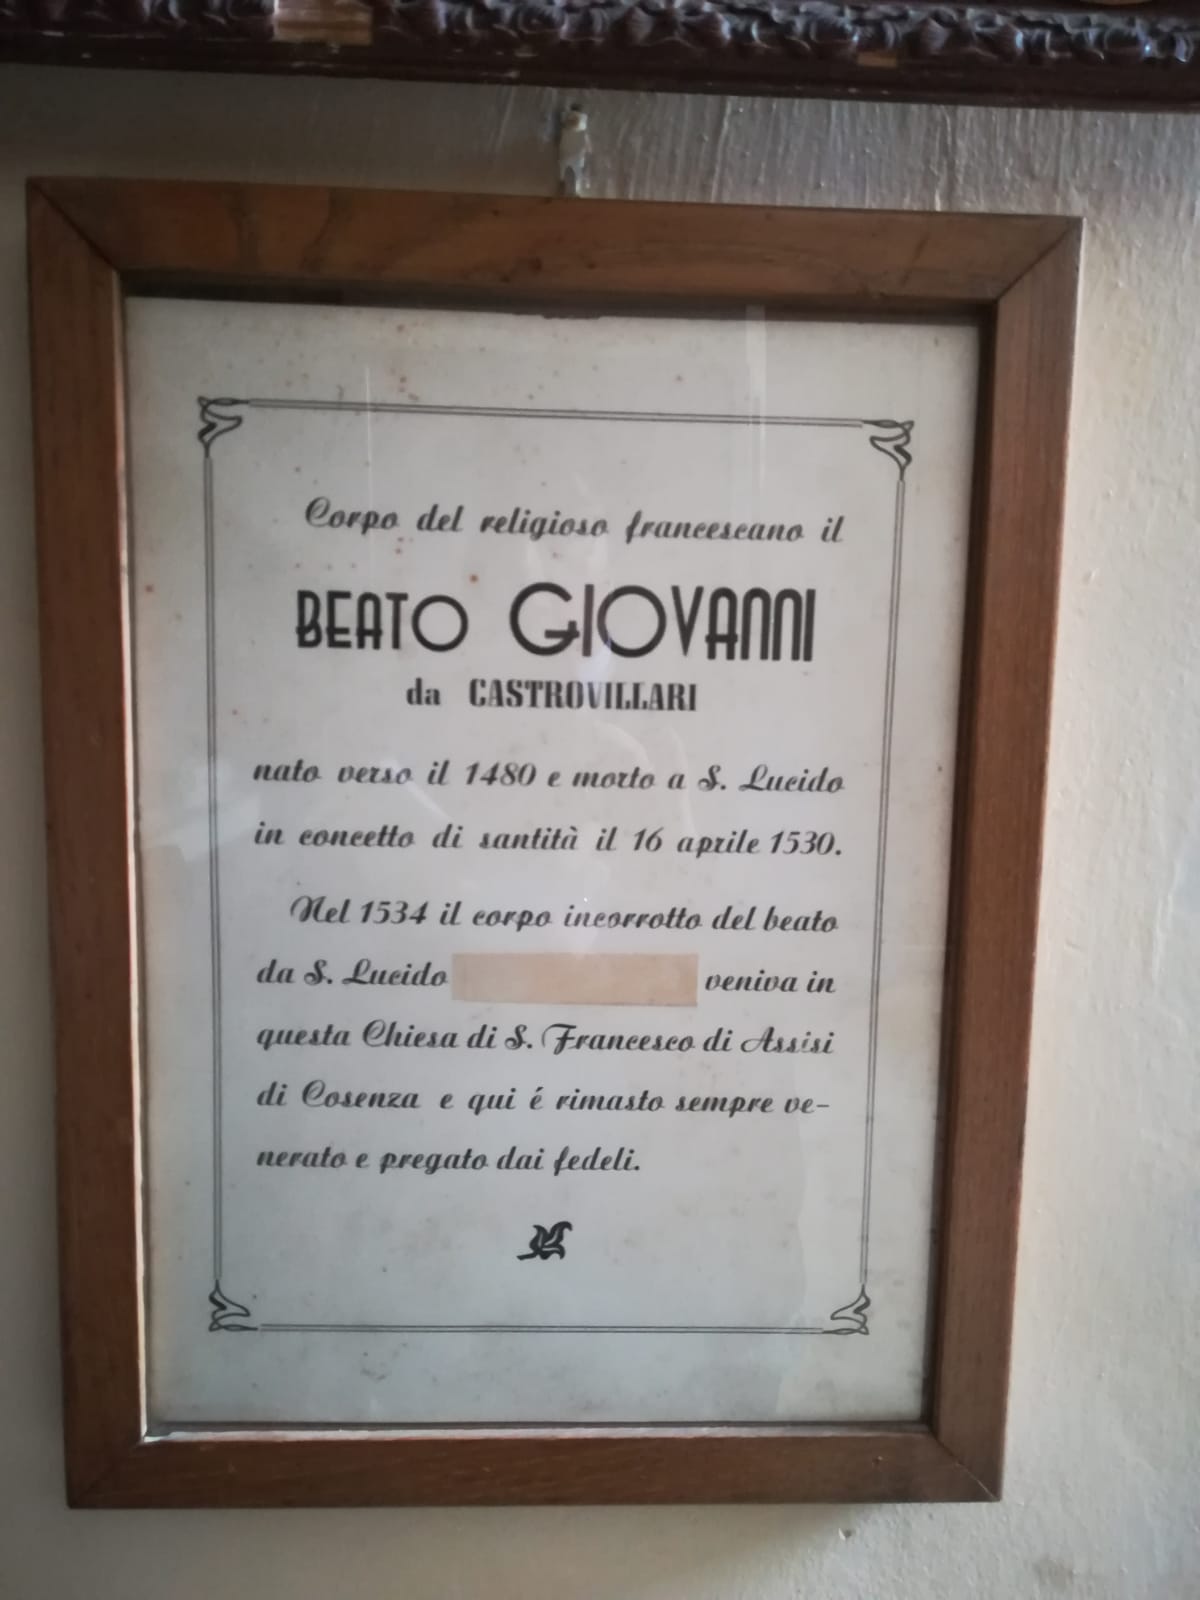 Corpo del religioso francescano il
BEATO GIOVANNI
da CASTROVILLARI
nato verso il 1480 e morto a S. Lucido
in concetto di santità il 16 aprile 1530.
Nel 1534 il corpo incorrotto del beato
da S. Lucido veniva in
questa Chiesa di S. Francesco di Assisi
di Cosenza e qui é rimasto sempre ve-
nerato e pregato dai fedeli.